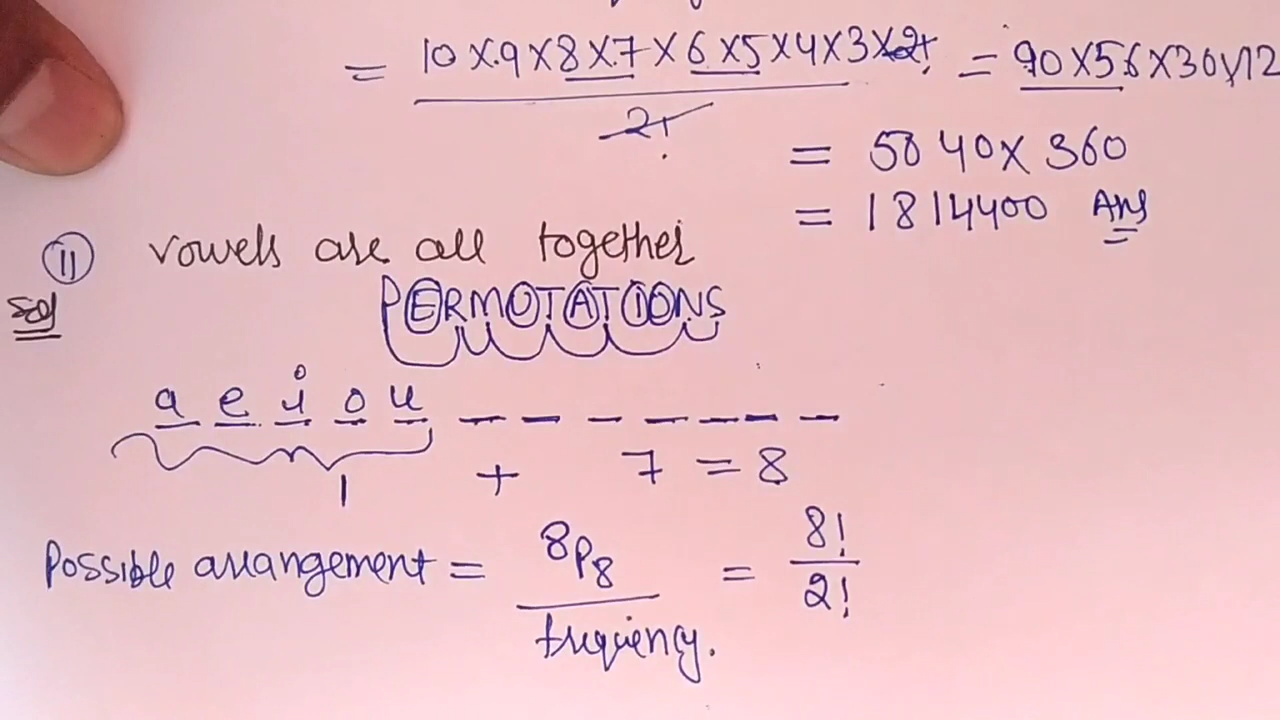 = 10 X 9 X 8 X 7 X 6 X 5 X 4 X 3 X 2! = 90 X 56 X 30 X 12
2!
= 5040 X 360
= 1814400 Ans
(ii) vowels are all together
Sol PERMOTATIONS
a e i o u _ _ _ _ _ _ _
1 + 7 = 8
Possible arrangement = 8P8 = 8!
frequency. 2!